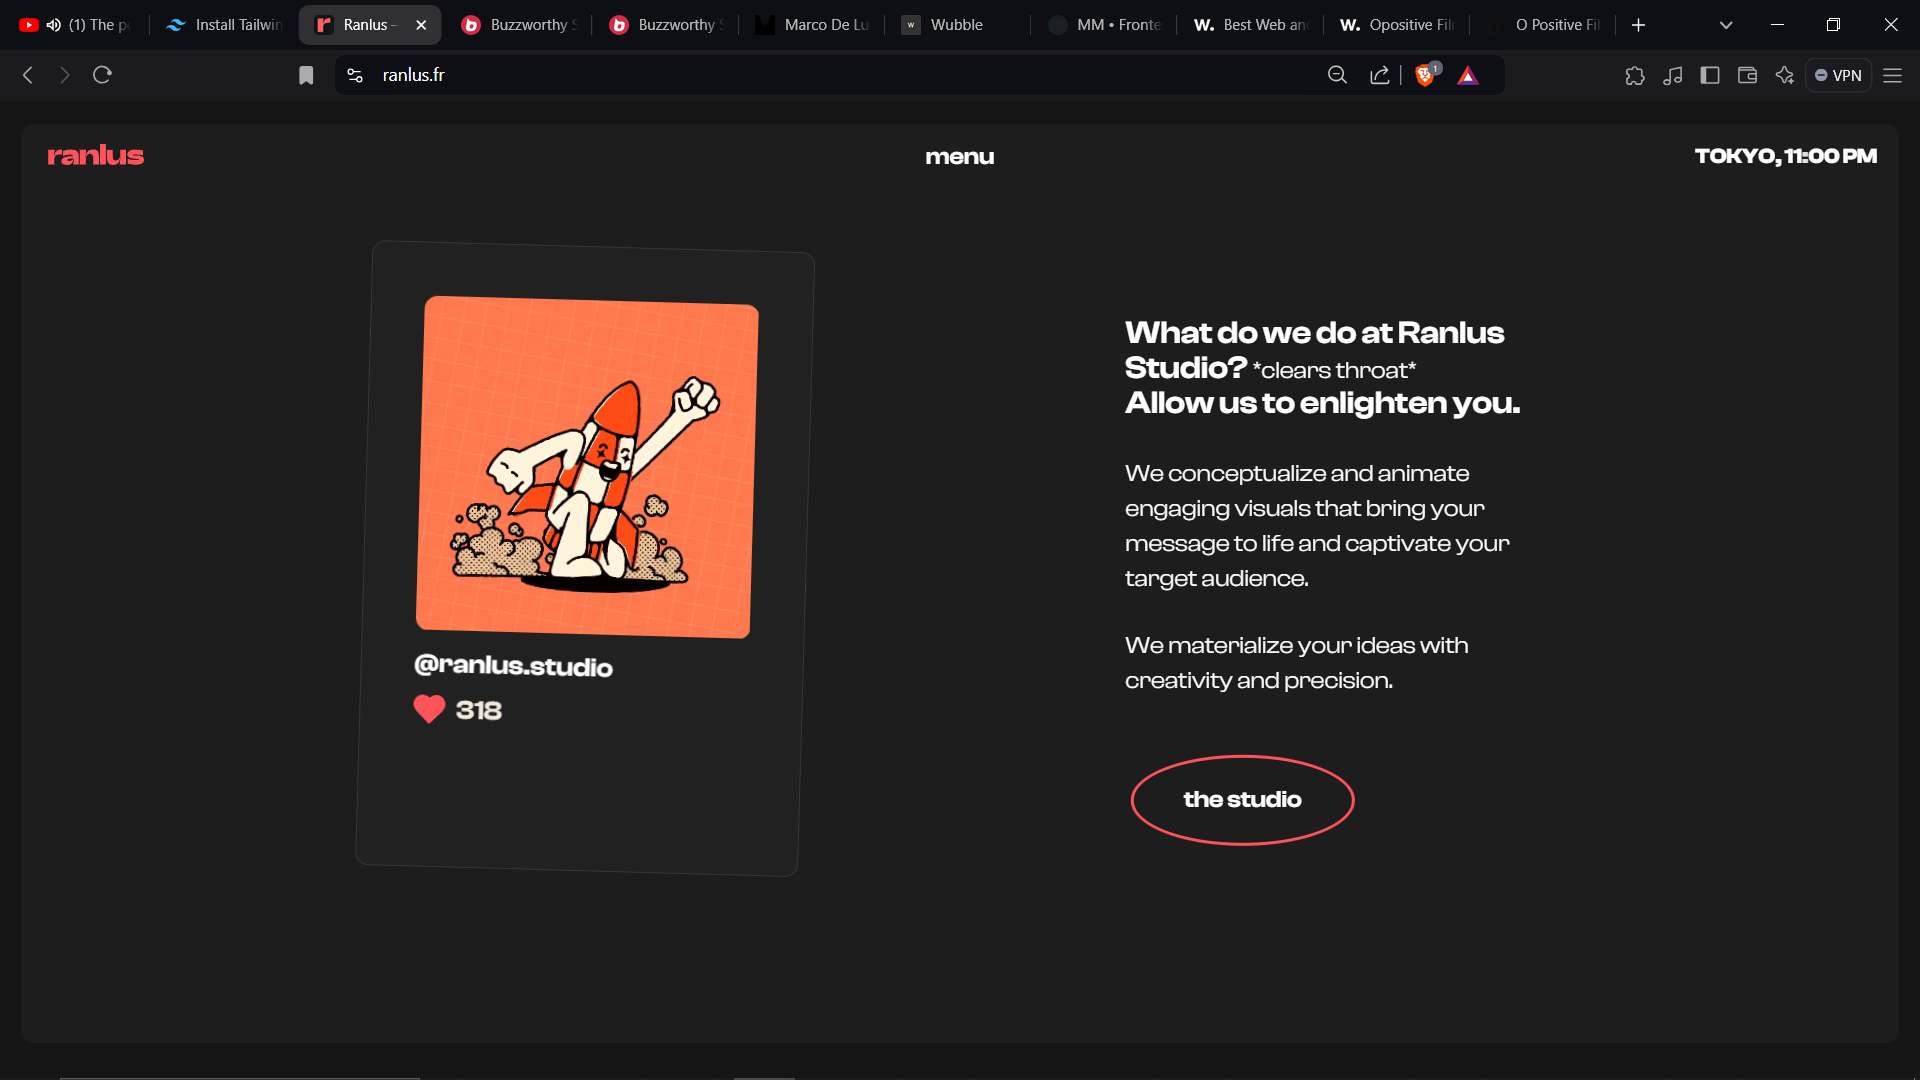 (1) The p
Install Tailwin
Ranlus –
Buzzworthy S
Buzzworthy S
Marco De Lu
Wubble
MM • Fronte
Best Web an
Opositive Fil
O Positive Fi
ranlus.fr
1
VPN
ranlus
menu
TOKYO, 11:00 PM
What do we do at Ranlus
Studio? *clears throat*
Allow us to enlighten you.
We conceptualize and animate
engaging visuals that bring your
message to life and captivate your
target audience.
We materialize your ideas with
creativity and precision.
the studio
@ranlus.studio
318